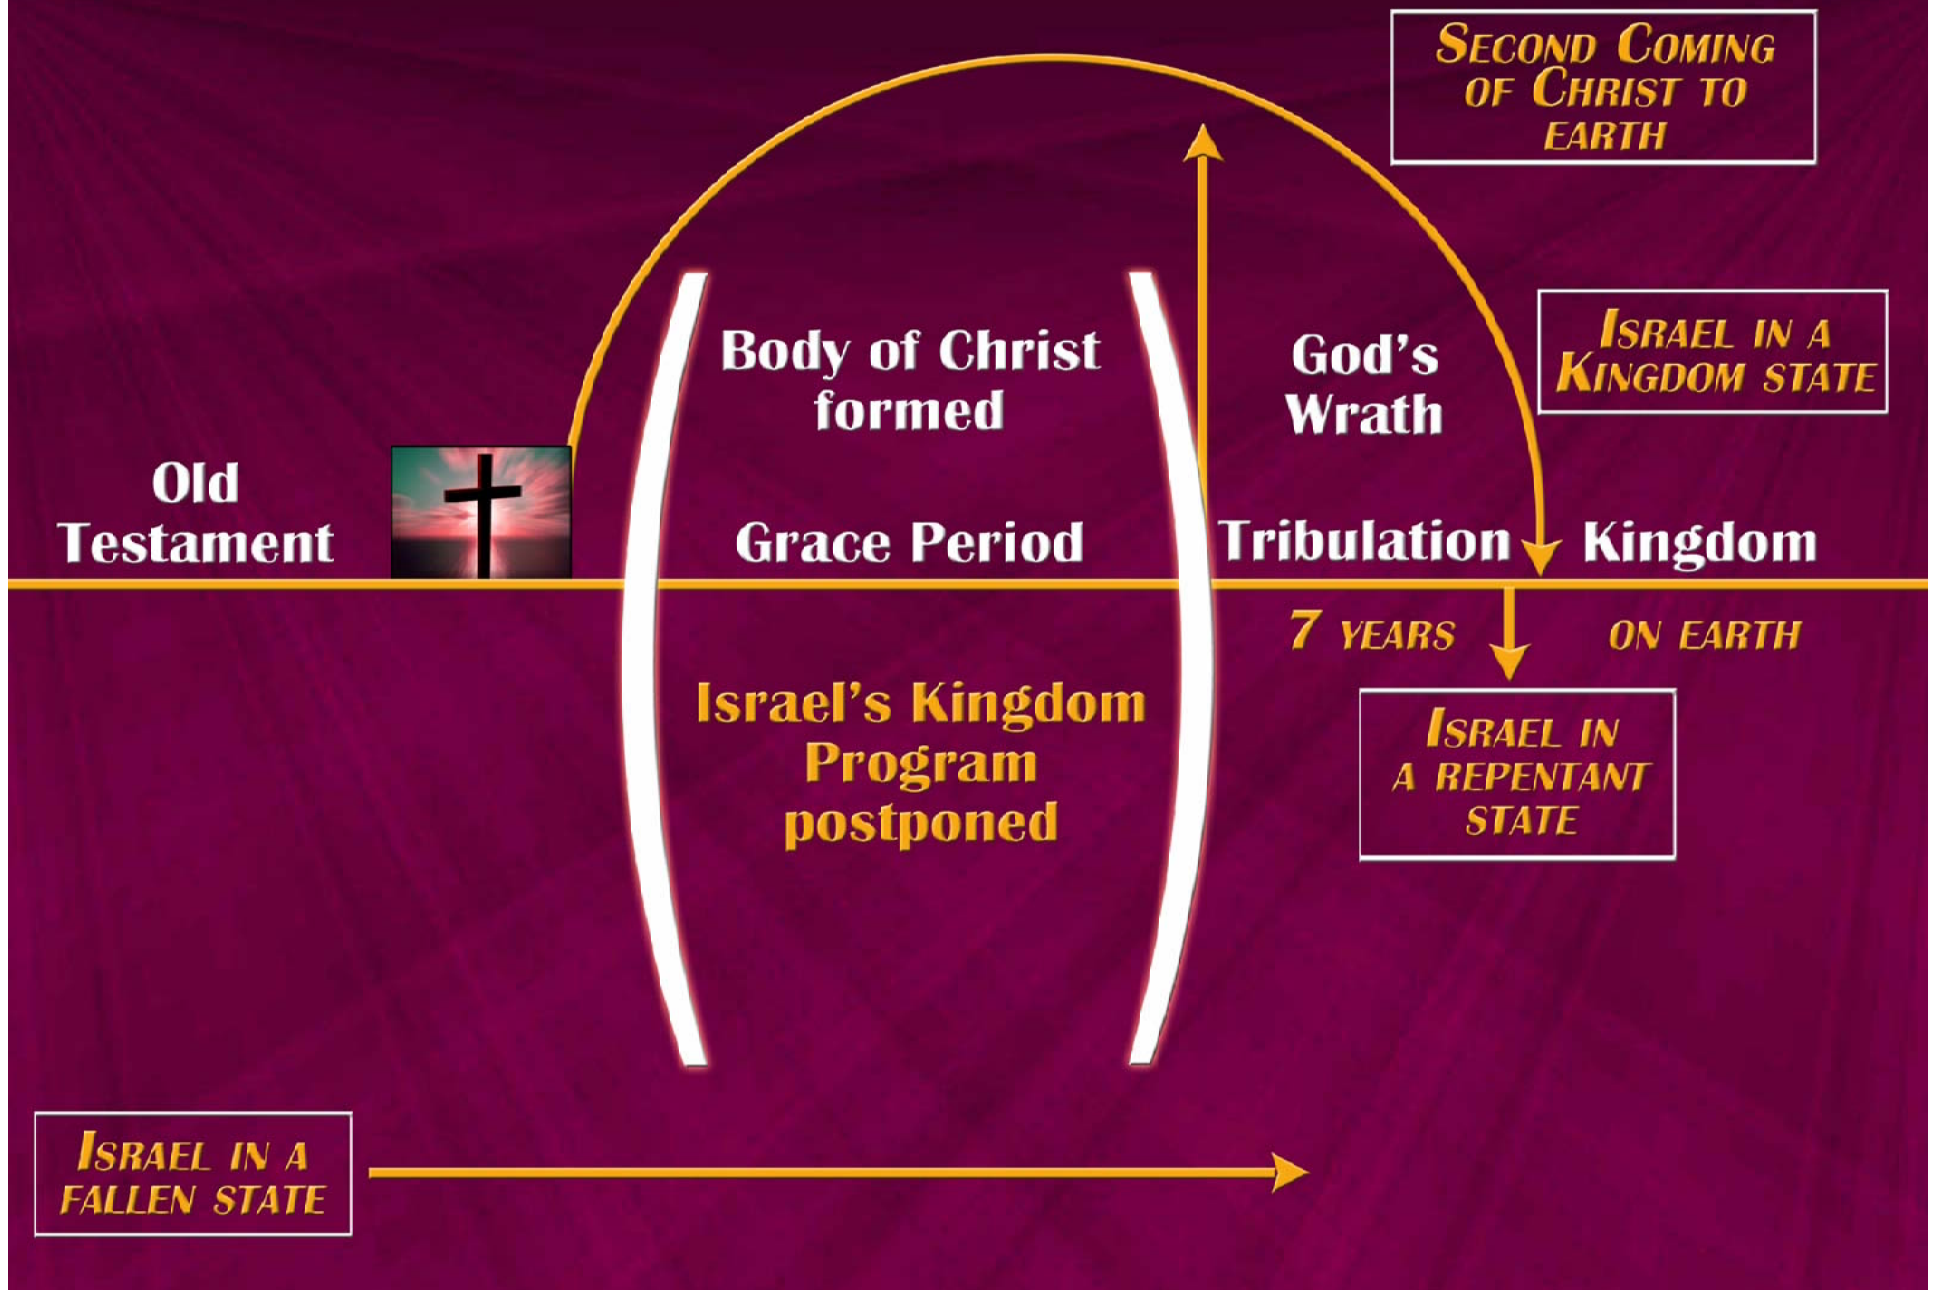 SECOND COMING
OF CHRIST TO
EARTH
Body of Christ
formed
God's
Wrath
ISRAEL IN A
KINGDOM STATE
Old
Testament
Grace Period
Tribulation
Kingdom
7 YEARS
ON EARTH
Israel's Kingdom
Program
postponed
ISRAEL IN
A REPENTANT
STATE
ISRAEL IN A
FALLEN STATE